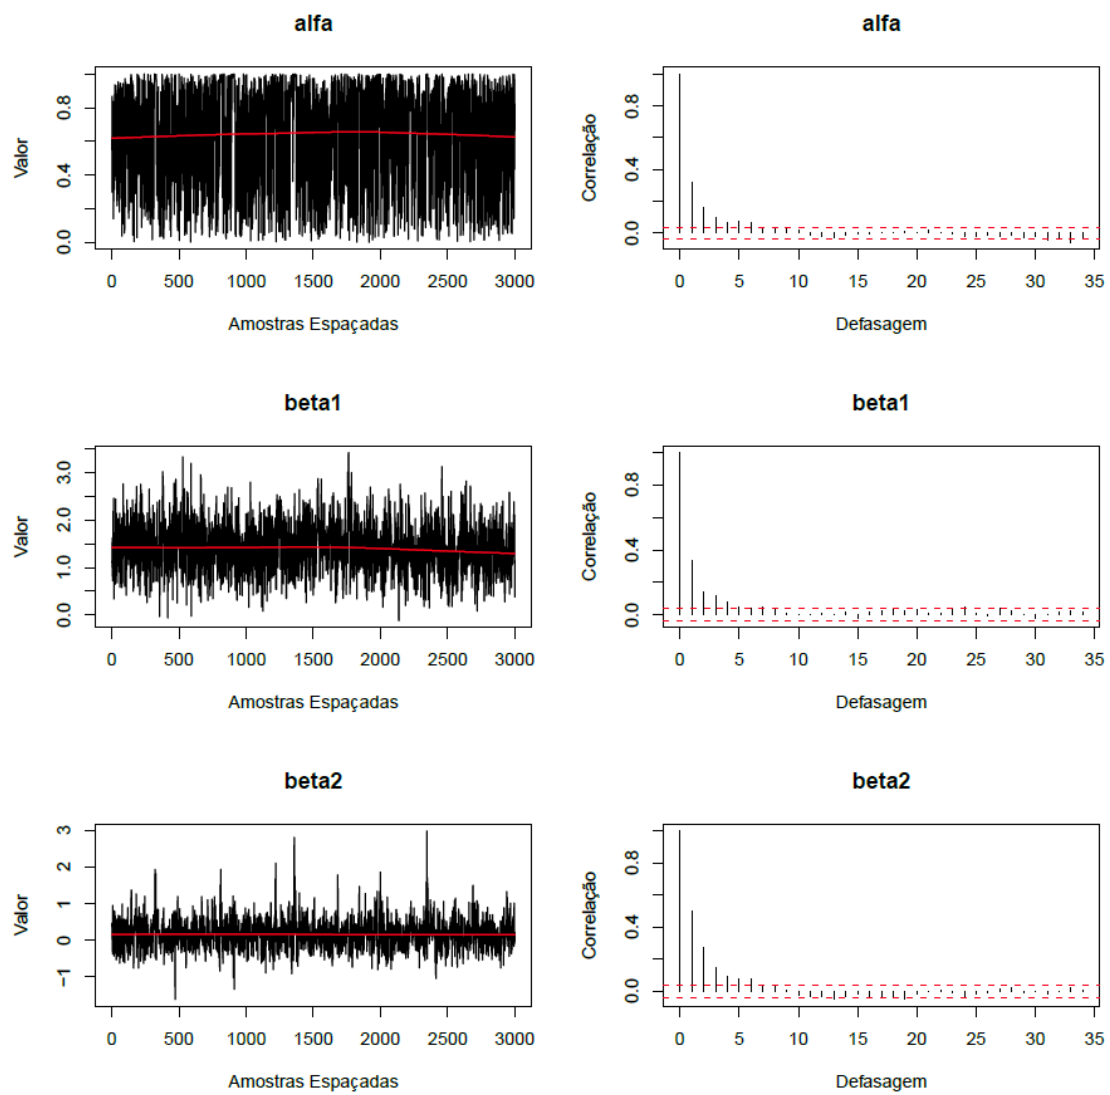 alfa
Valor
0.0 0.4 0.8
0 500 1000 1500 2000 2500 3000
Amostras Espaçadas
alfa
Correlação
0.0 0.4 0.8
0 5 10 15 20 25 30 35
Defasagem
beta1
Valor
0.0 1.0 2.0 3.0
0 500 1000 1500 2000 2500 3000
Amostras Espaçadas
beta1
Correlação
0.0 0.4 0.8
0 5 10 15 20 25 30 35
Defasagem
beta2
Valor
−1 0 1 2 3
0 500 1000 1500 2000 2500 3000
Amostras Espaçadas
beta2
Correlação
0.0 0.4 0.8
0 5 10 15 20 25 30 35
Defasagem